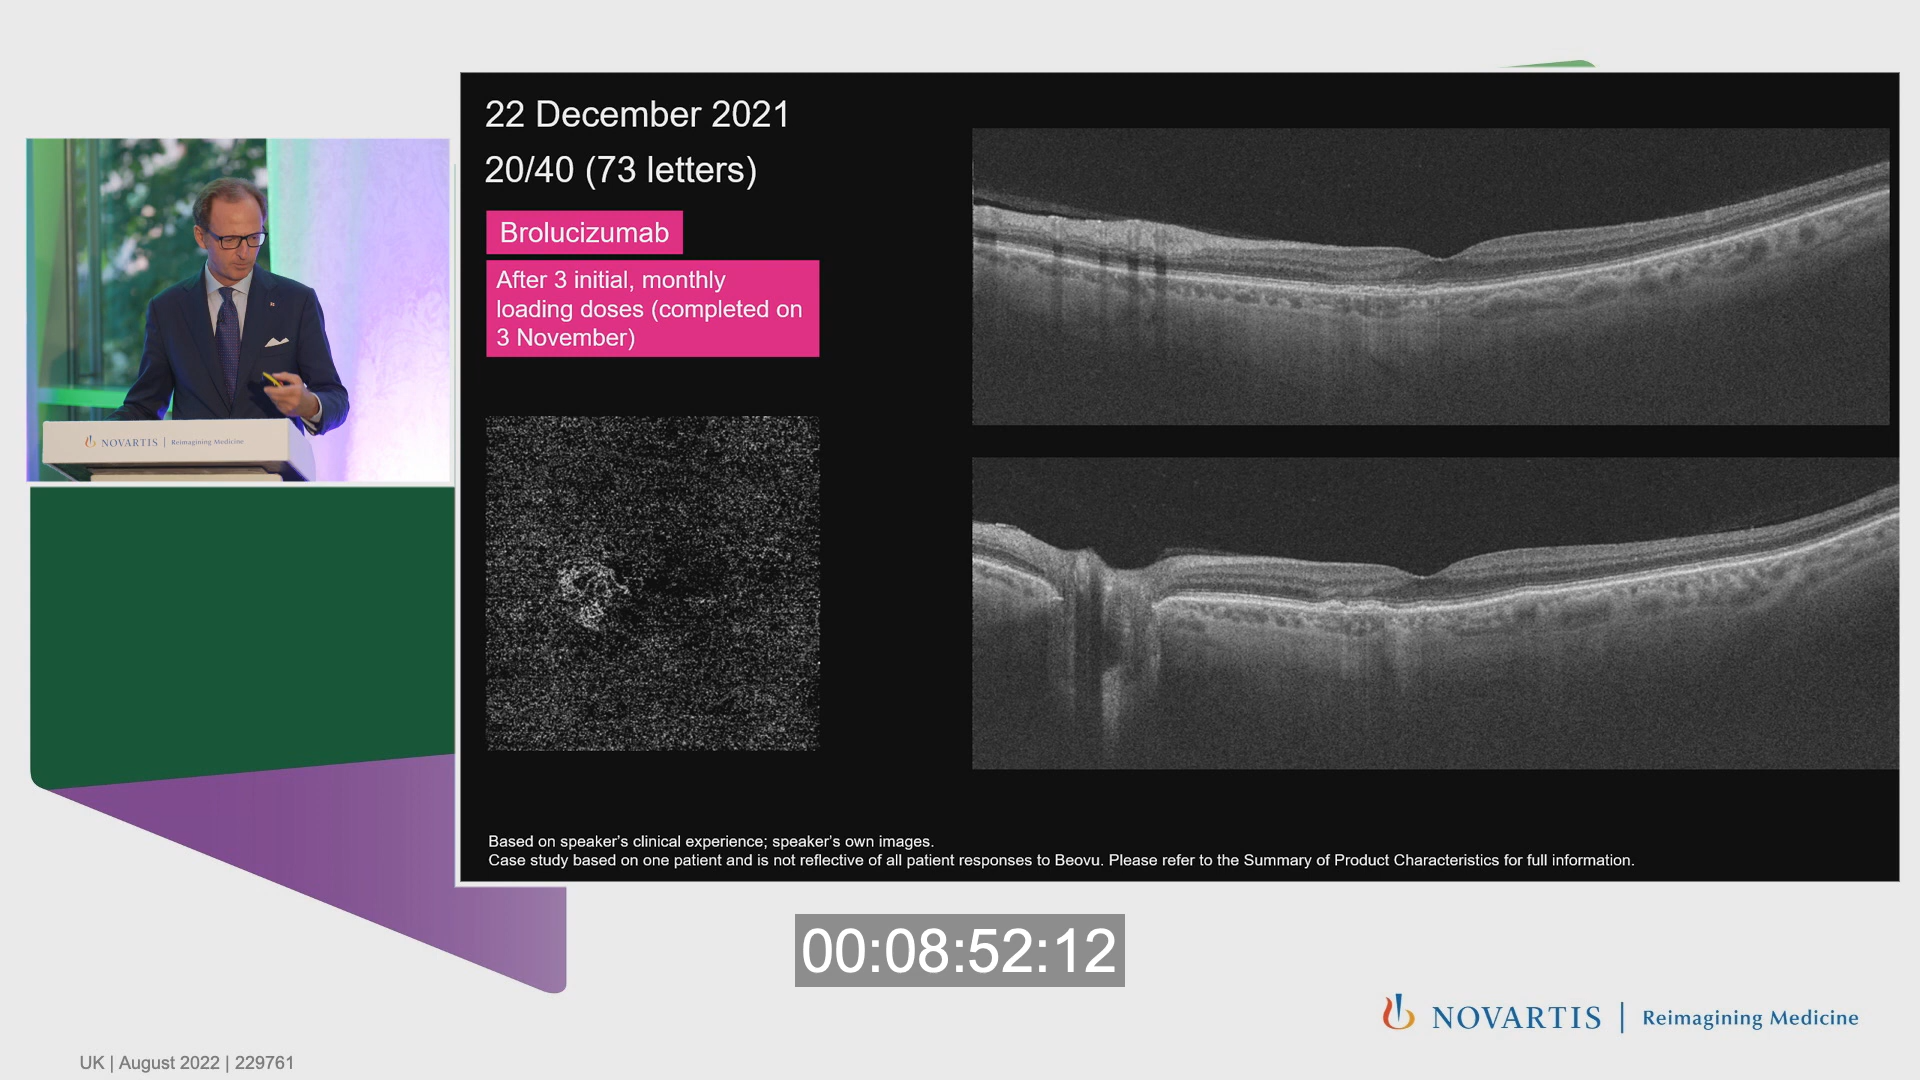 22 December 2021
20/40 (73 letters)
Brolucizumab
After 3 initial, monthly
loading doses (completed on
3 November)
NOVARTIS | Reimagining Medicine
Based on speaker's clinical experience; speaker's own images.
Case study based on one patient and is not reflective of all patient responses to Beovu. Please refer to the Summary of Product Characteristics for full information.
00:08:52:12
NOVARTIS | Reimagining Medicine
UK | August 2022 | 229761